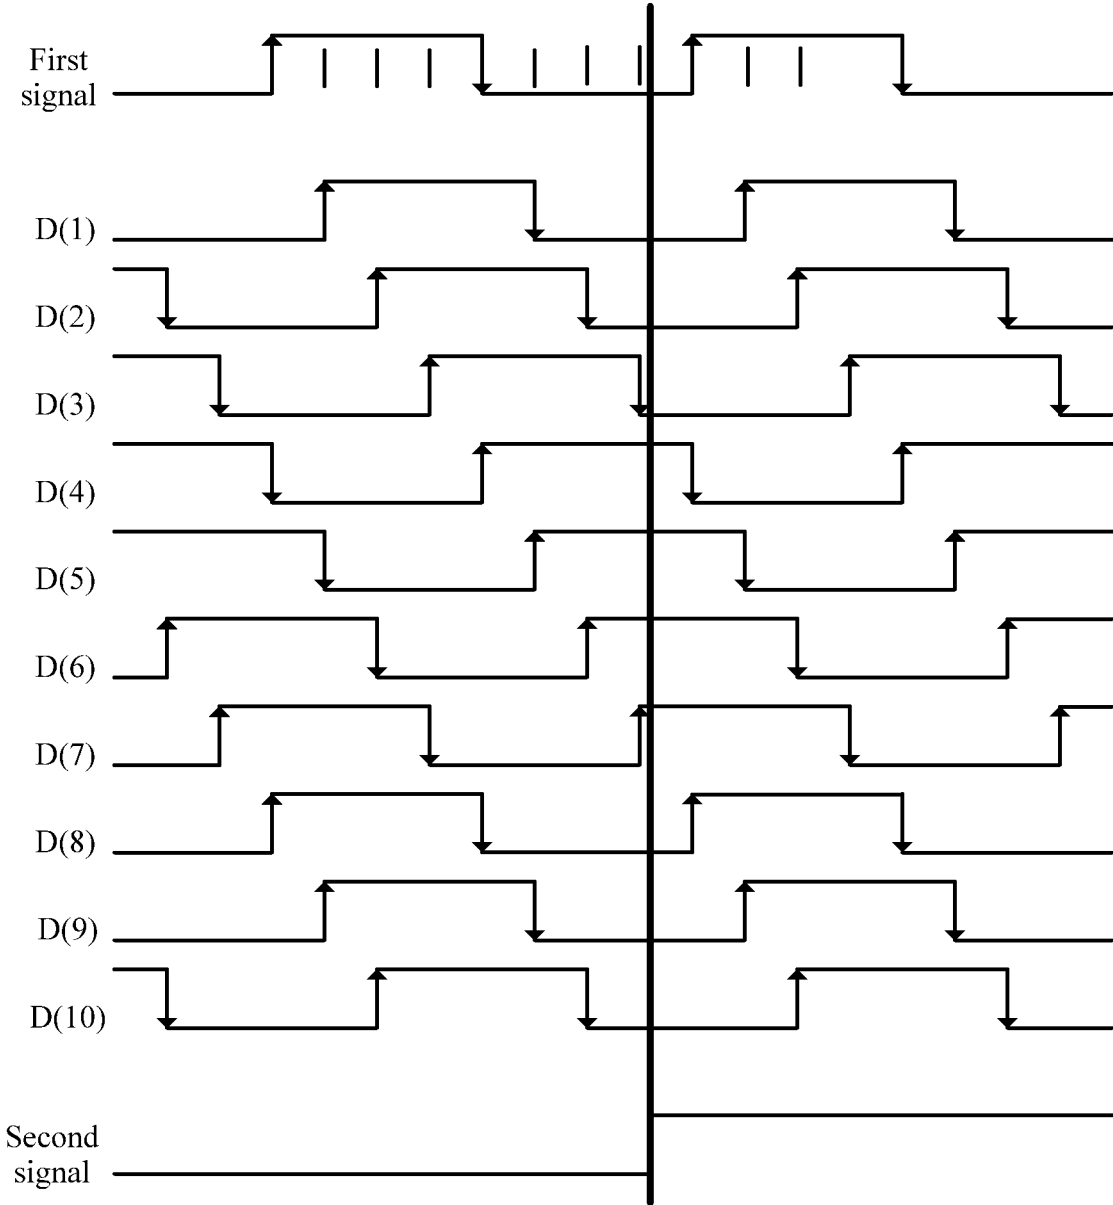 First
signal
D(1)
D(2)
D(3)
D(4)
D(5)
D(6)
D(7)
D(8)
D(9)
D(10)
Second
signal